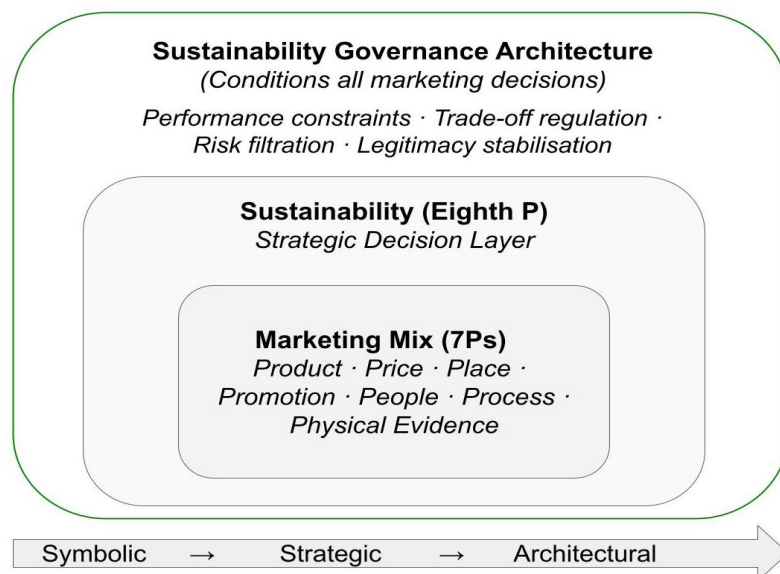 Sustainability Governance Architecture
(Conditions all marketing decisions)
Performance constraints · Trade-off regulation ·
Risk filtration · Legitimacy stabilisation
Sustainability (Eighth P)
Strategic Decision Layer
Marketing Mix (7Ps)
Product · Price · Place ·
Promotion · People · Process ·
Physical Evidence
Symbolic → Strategic → Architectural